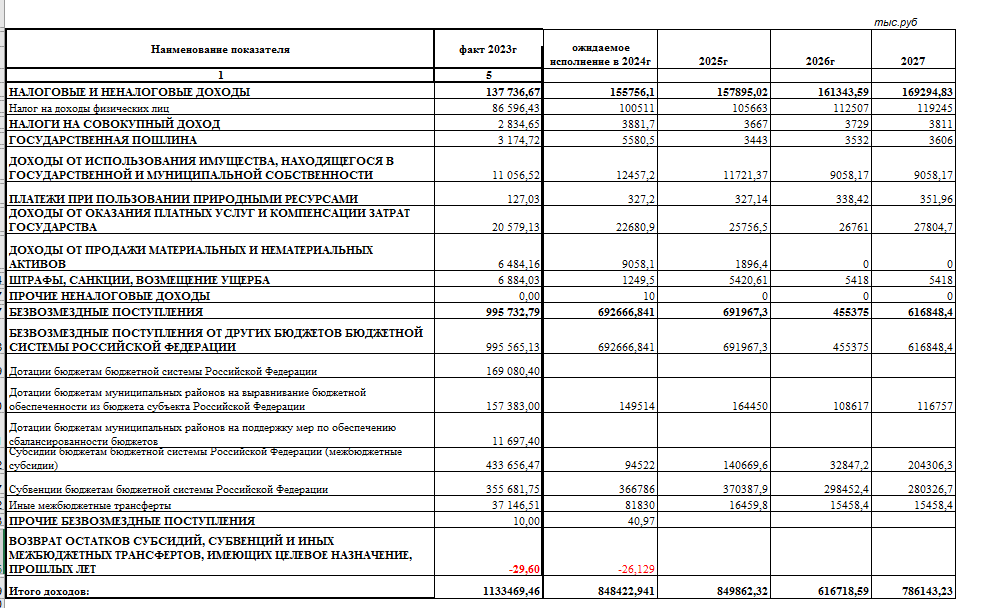 тыс.руб
Наименование показателя факт 2023г ожидаемое исполнение в 2024г 2025г 2026г 2027
1 5
НАЛОГОВЫЕ И НЕНАЛОГОВЫЕ ДОХОДЫ 137 736,67 155756,1 157895,02 161343,59 169294,83
Налог на доходы физических лиц 86 596,43 100511 105663 112507 119245
НАЛОГИ НА СОВОКУПНЫЙ ДОХОД 2 834,65 3881,7 3667 3729 3811
ГОСУДАРСТВЕННАЯ ПОШЛИНА 3 174,72 5580,5 3443 3532 3606
ДОХОДЫ ОТ ИСПОЛЬЗОВАНИЯ ИМУЩЕСТВА, НАХОДЯЩЕГОСЯ В
ГОСУДАРСТВЕННОЙ И МУНИЦИПАЛЬНОЙ СОБСТВЕННОСТИ 11 056,52 12457,2 11721,37 9058,17 9058,17
ПЛАТЕЖИ ПРИ ПОЛЬЗОВАНИИ ПРИРОДНЫМИ РЕСУРСАМИ 127,03 327,2 327,14 338,42 351,96
ДОХОДЫ ОТ ОКАЗАНИЯ ПЛАТНЫХ УСЛУГ И КОМПЕНСАЦИИ ЗАТРАТ
ГОСУДАРСТВА 20 579,13 22680,9 25756,5 26761 27804,7
ДОХОДЫ ОТ ПРОДАЖИ МАТЕРИАЛЬНЫХ И НЕМАТЕРИАЛЬНЫХ
АКТИВОВ 6 484,16 9058,1 1896,4 0 0
ШТРАФЫ, САНКЦИИ, ВОЗМЕЩЕНИЕ УЩЕРБА 6 884,03 1249,5 5420,61 5418 5418
ПРОЧИЕ НЕНАЛОГОВЫЕ ДОХОДЫ 0,00 10 0 0 0
БЕЗВОЗМЕЗДНЫЕ ПОСТУПЛЕНИЯ 995 732,79 692666,841 691967,3 455375 616848,4
БЕЗВОЗМЕЗДНЫЕ ПОСТУПЛЕНИЯ ОТ ДРУГИХ БЮДЖЕТОВ БЮДЖЕТНОЙ
СИСТЕМЫ РОССИЙСКОЙ ФЕДЕРАЦИИ 995 565,13 692666,841 691967,3 455375 616848,4
Дотации бюджетам бюджетной системы Российской Федерации 169 080,40
Дотации бюджетам муниципальных районов на выравнивание бюджетной
обеспеченности из бюджета субъекта Российской Федерации 157 383,00 149514 164450 108617 116757
Дотации бюджетам муниципальных районов на поддержку мер по обеспечению
сбалансированности бюджетов 11 697,40
Субсидии бюджетам бюджетной системы Российской Федерации (межбюджетные
субсидии) 433 656,47 94522 140669,6 32847,2 204306,3
Субвенции бюджетам бюджетной системы Российской Федерации 355 681,75 366786 370387,9 298452,4 280326,7
Иные межбюджетные трансферты 37 146,51 81830 16459,8 15458,4 15458,4
ПРОЧИЕ БЕЗВОЗМЕЗДНЫЕ ПОСТУПЛЕНИЯ 10,00 40,97
ВОЗВРАТ ОСТАТКОВ СУБСИДИЙ, СУБВЕНЦИЙ И ИНЫХ
МЕЖБЮДЖЕТНЫХ ТРАНСФЕРТОВ, ИМЕЮЩИХ ЦЕЛЕВОЕ НАЗНАЧЕНИЕ,
ПРОШЛЫХ ЛЕТ -29,60 -26,129
Итого доходов: 1133469,46 848422,941 849862,32 616718,59 786143,23